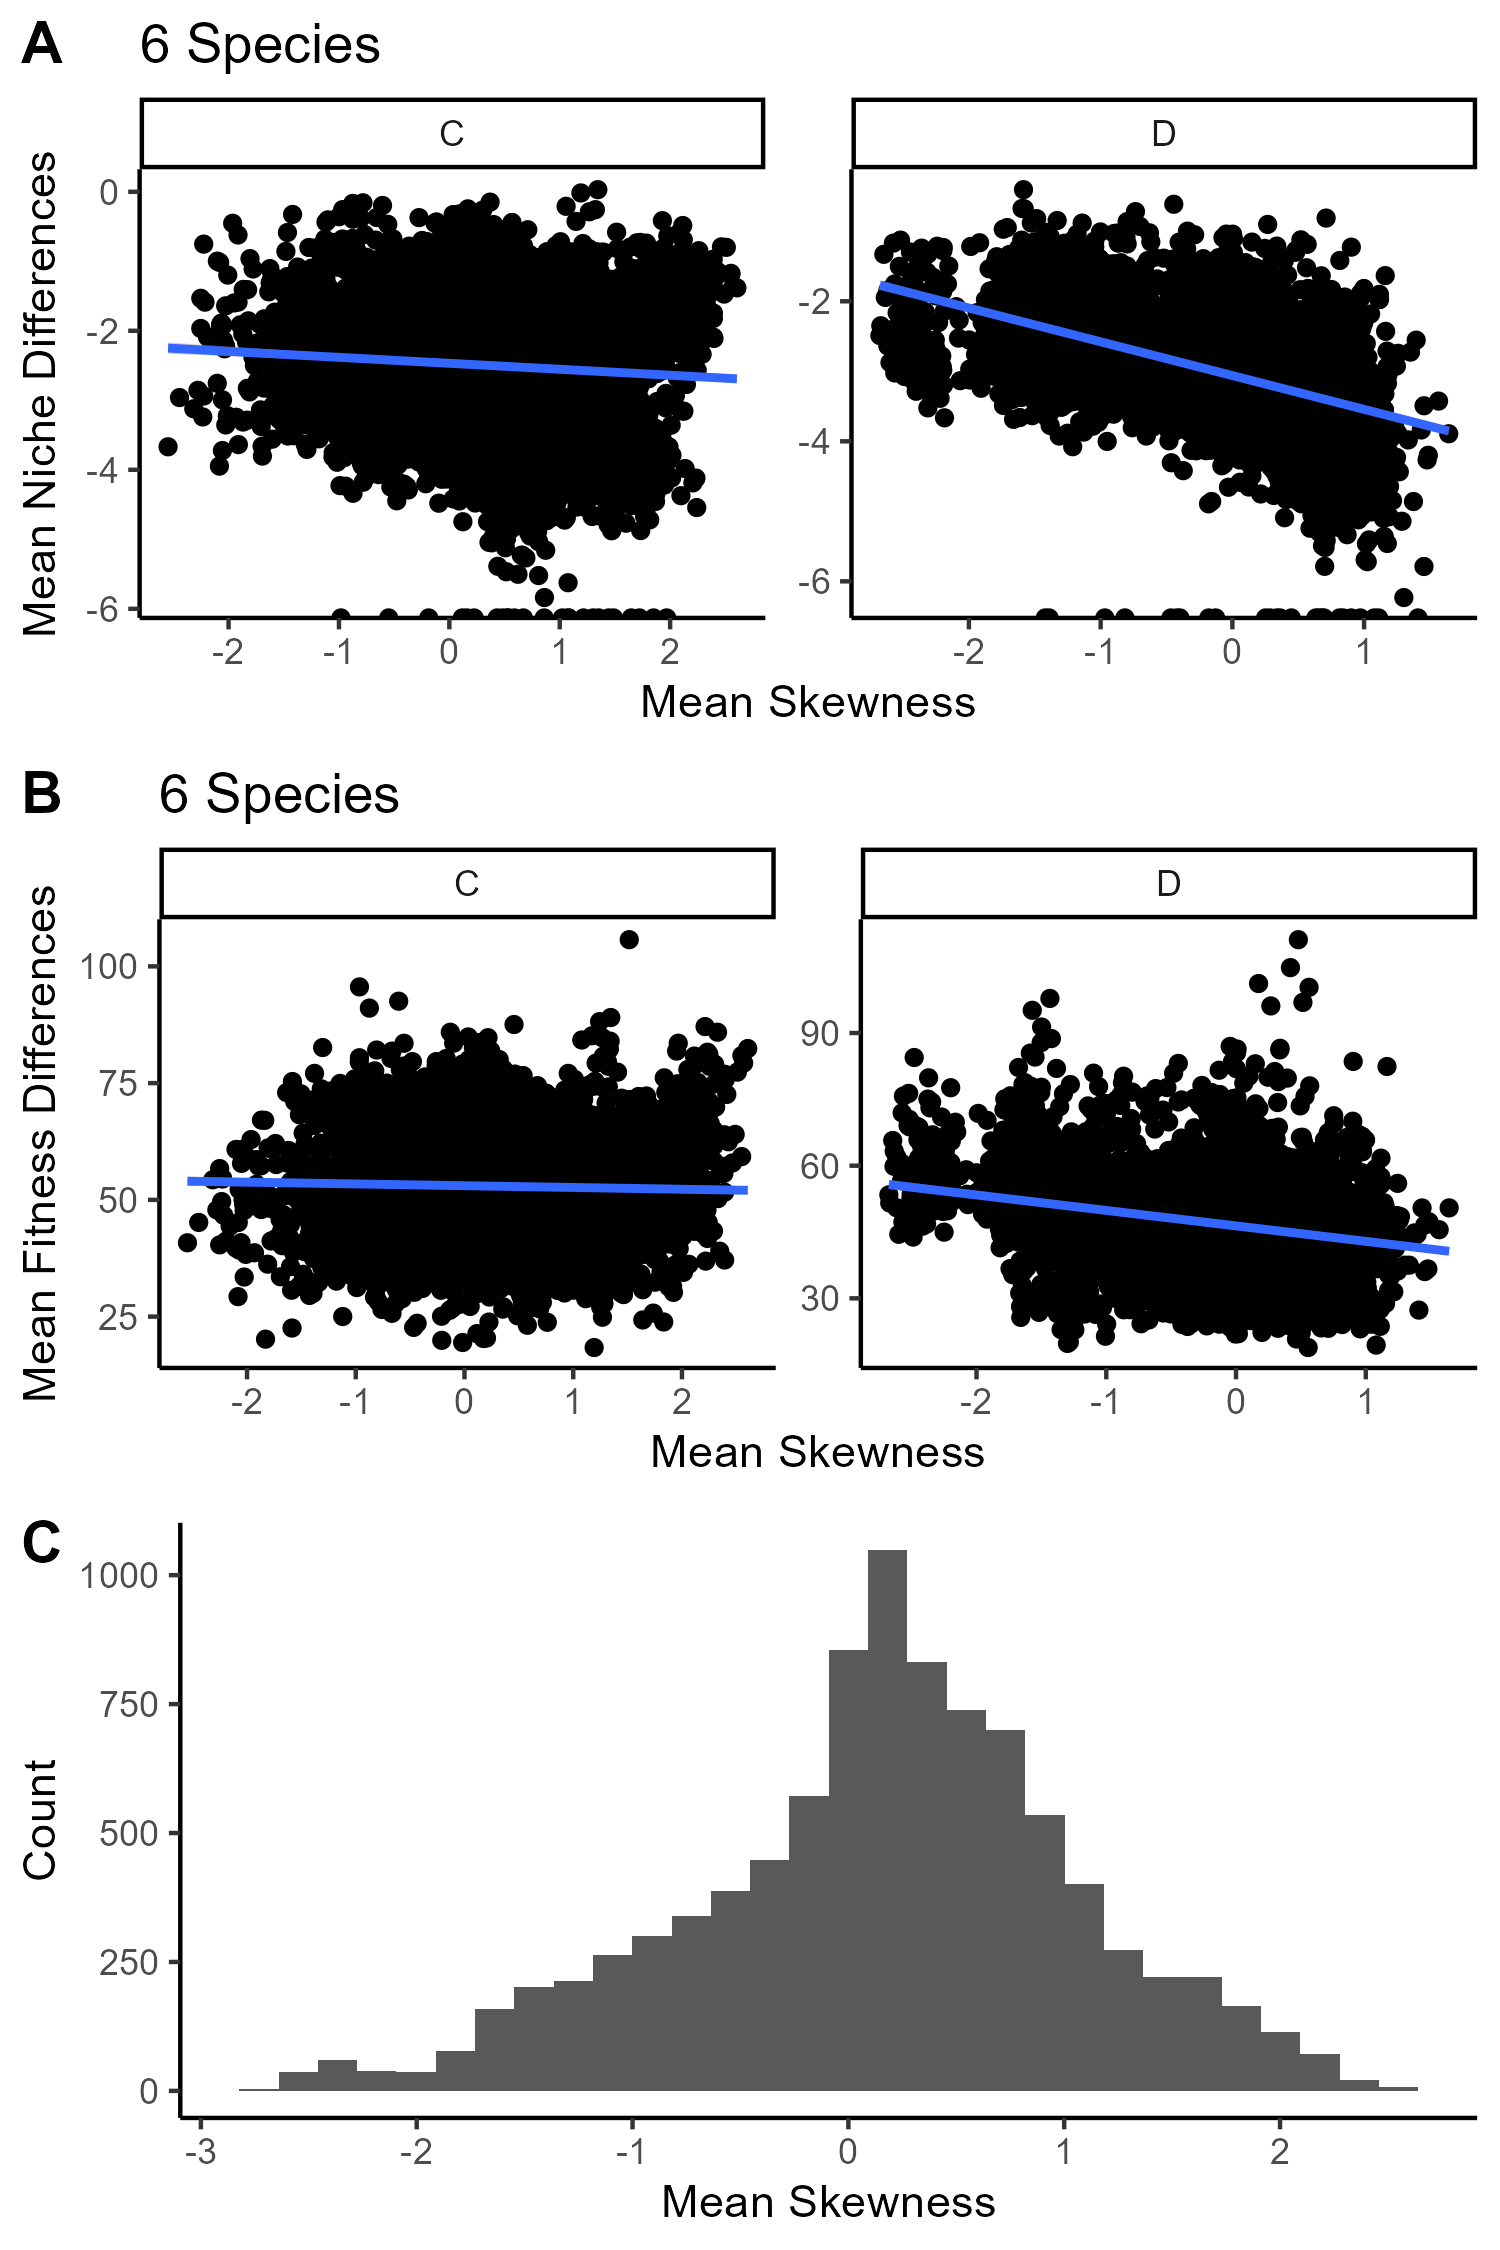 A 6 Species
C D
Mean Niche Differences
0
-2
-4
-6
-2
-4
-6
-2 -1 0 1 2
-2 -1 0 1
Mean Skewness
B 6 Species
C D
Mean Fitness Differences
100
75
50
25
90
60
30
-2 -1 0 1 2
-2 -1 0 1
Mean Skewness
C
Count
1000
750
500
250
0
-3 -2 -1 0 1 2
Mean Skewness